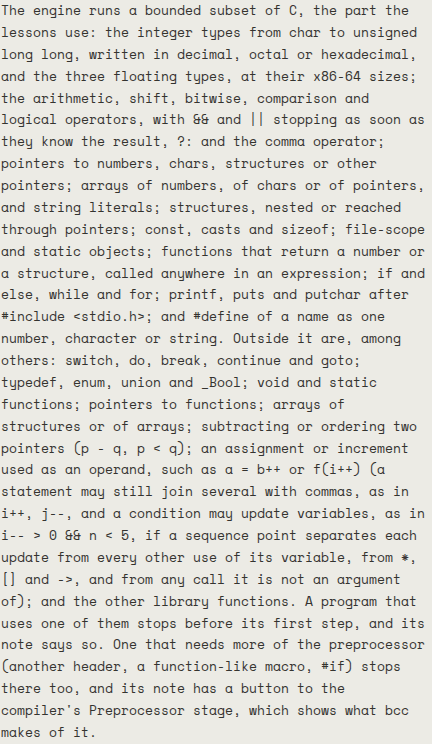 The engine runs a bounded subset of C, the part the
lessons use: the integer types from char to unsigned
long long, written in decimal, octal or hexadecimal,
and the three floating types, at their x86-64 sizes;
the arithmetic, shift, bitwise, comparison and
logical operators, with && and || stopping as soon as
they know the result, ?: and the comma operator;
pointers to numbers, chars, structures or other
pointers; arrays of numbers, of chars or of pointers,
and string literals; structures, nested or reached
through pointers; const, casts and sizeof; file-scope
and static objects; functions that return a number or
a structure, called anywhere in an expression; if and
else, while and for; printf, puts and putchar after
#include <stdio.h>; and #define of a name as one
number, character or string. Outside it are, among
others: switch, do, break, continue and goto;
typedef, enum, union and _Bool; void and static
functions; pointers to functions; arrays of
structures or of arrays; subtracting or ordering two
pointers (p - q, p < q); an assignment or increment
used as an operand, such as a = b++ or f(i++) (a
statement may still join several with commas, as in
i++, j--, and a condition may update variables, as in
i-- > 0 && n < 5, if a sequence point separates each
update from every other use of its variable, from *,
[] and ->, and from any call it is not an argument
of); and the other library functions. A program that
uses one of them stops before its first step, and its
note says so. One that needs more of the preprocessor
(another header, a function-like macro, #if) stops
there too, and its note has a button to the
compiler's Preprocessor stage, which shows what bcc
makes of it.